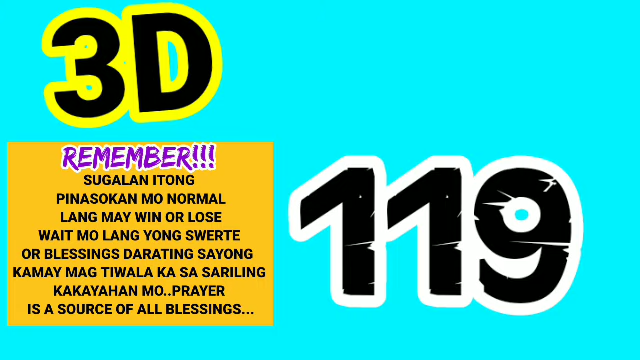 3D
REMEMBER!!!
SUGALAN ITONG
PINASOKAN MO NORMAL
LANG MAY WIN OR LOSE
WAIT MO LANG YONG SWERTE
OR BLESSINGS DARATING SAYONG
KAMAY MAG TIWALA KA SA SARILING
KAKAYAHAN MO..PRAYER
IS A SOURCE OF ALL BLESSINGS...
119